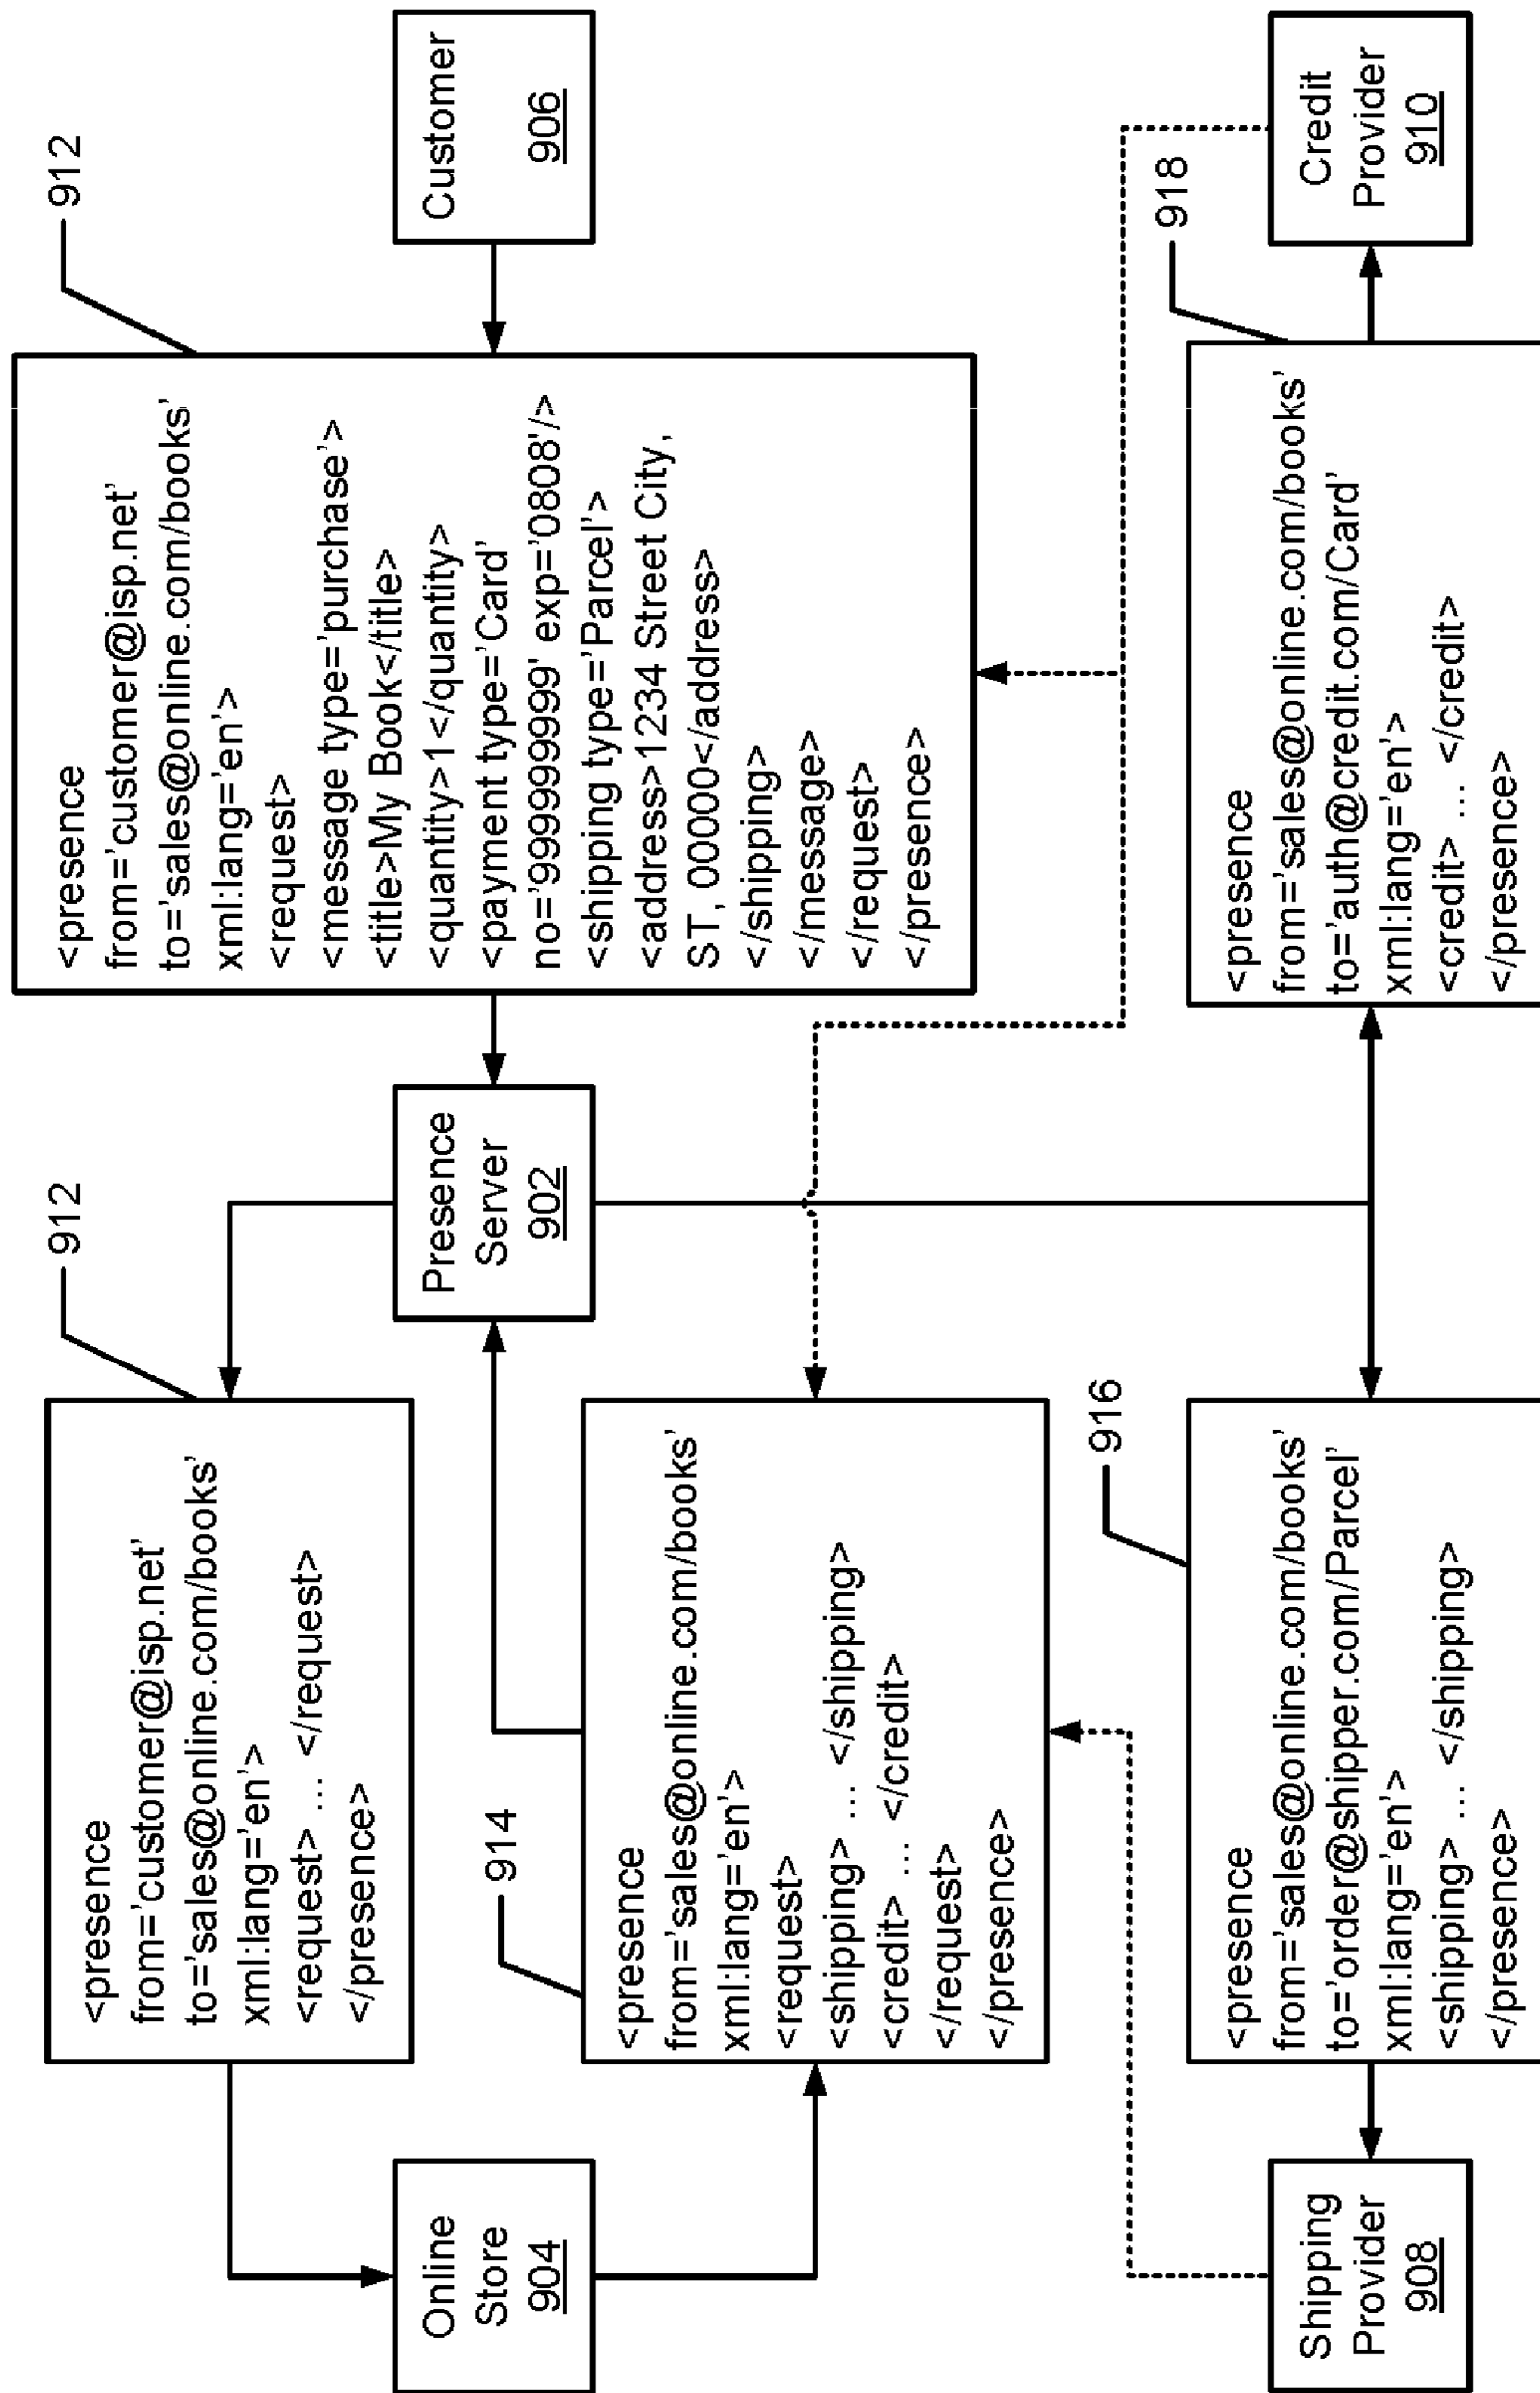 912
<presence
from='customer@isp.net'
to='sales@online.com/books'
xml:lang='en'>
<request> ... </request>
</presence>
Online
Store
904
914
<presence
from='sales@online.com/books'
xml:lang='en'>
<request>
<shipping> ... </shipping>
<credit> ... </credit>
</request>
</presence>
Presence
Server
902
912
<presence
from='customer@isp.net'
to='sales@online.com/books'
xml:lang='en'>
<request>
<message type='purchase'>
<title>My Book</title>
<quantity>1</quantity>
<payment type='Card'
no='999999999' exp='0808'/>
<shipping type='Parcel'>
<address>1234 Street City,
ST, 00000</address>
</shipping>
</message>
</request>
</presence>
Customer
906
Shipping
Provider
908
916
<presence
from='sales@online.com/books'
to='order@shipper.com/Parcel'
xml:lang='en'>
<shipping> ... </shipping>
</presence>
918
<presence
from='sales@online.com/books'
to='auth@credit.com/Card'
xml:lang='en'>
<credit> ... </credit>
</presence>
Credit
Provider
910